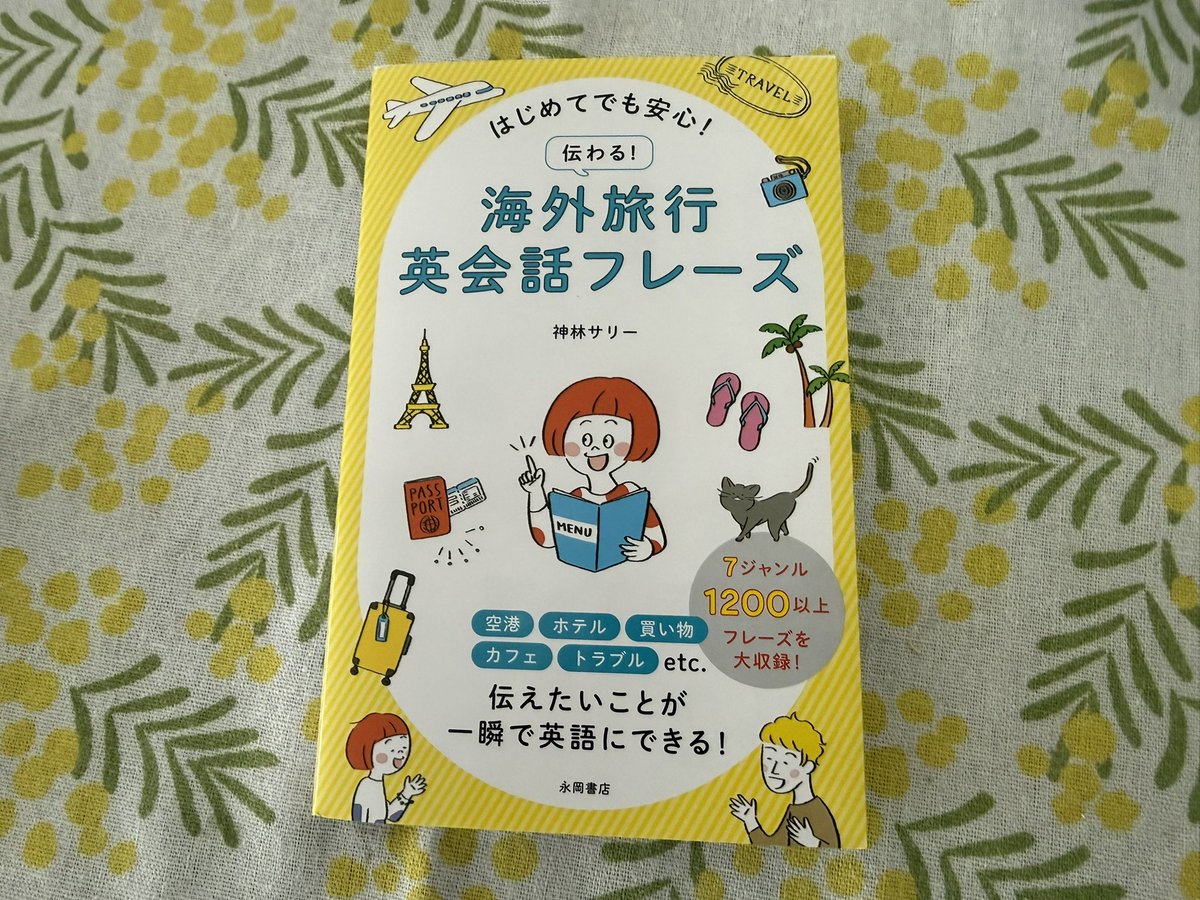 TRAVEL
はじめてでも安心！
伝わる！
海外旅行
英会話フレーズ
神林サリー
PASS
PORT
MENU
7ジャンル
1200以上
フレーズを
大収録！
空港 ホテル 買い物
カフェ トラブル etc.
伝えたいことが
一瞬で英語にできる！
永岡書店